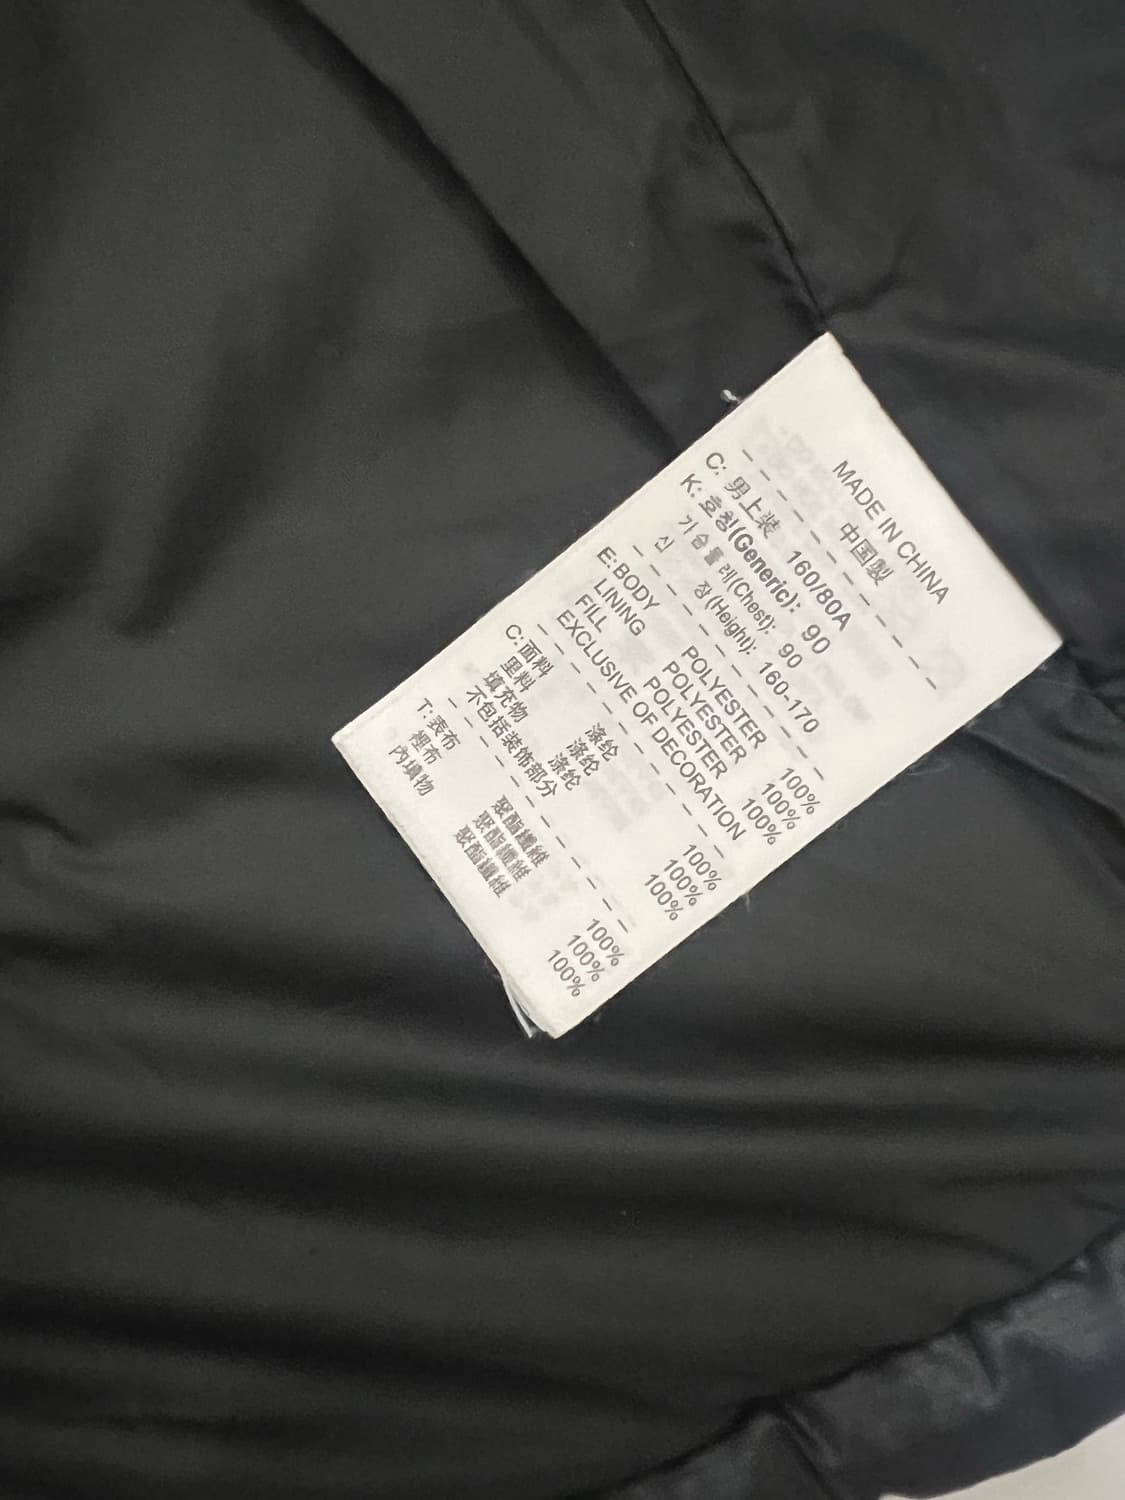 MADE IN CHINA
中国製
C: 男上装 160/80A
K: 호칭(Generic): 90
가슴둘레(Chest): 90
신 장(Height): 160-170
E: BODY POLYESTER 100%
LINING POLYESTER 100%
FILL POLYESTER 100%
EXCLUSIVE OF DECORATION
C: 面料 涤纶 100%
里料 涤纶 100%
填充物 涤纶 100%
不包括装饰部分
T: 表布 聚酯纖維 100%
裡布 聚酯纖維 100%
內填物 聚酯纖維 100%